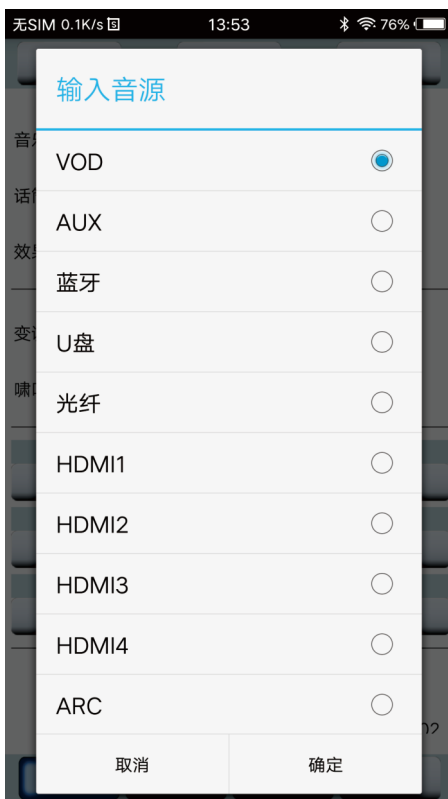 无SIM 0.1K/s
13:53
76%
输入音源
VOD
AUX
蓝牙
U盘
光纤
HDMI1
HDMI2
HDMI3
HDMI4
ARC
取消
确定